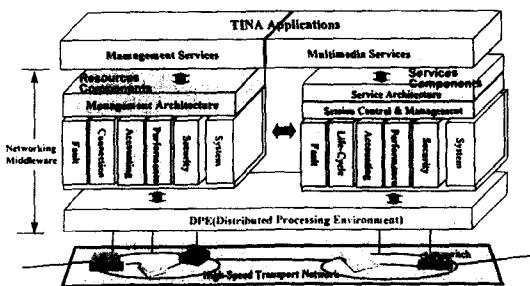 TINA Applications
Management Services
Multimedia Services
Resources
Components
Services
Components
Management Architecture
Service Architecture
Session Control & Management
Networking
Middleware
Fault
Connection
Accounting
Performance
Security
System
Fault
Life-Cycle
Accounting
Performance
Security
System
DPE(Distributed Processing Environment)
High-Speed Transport Network